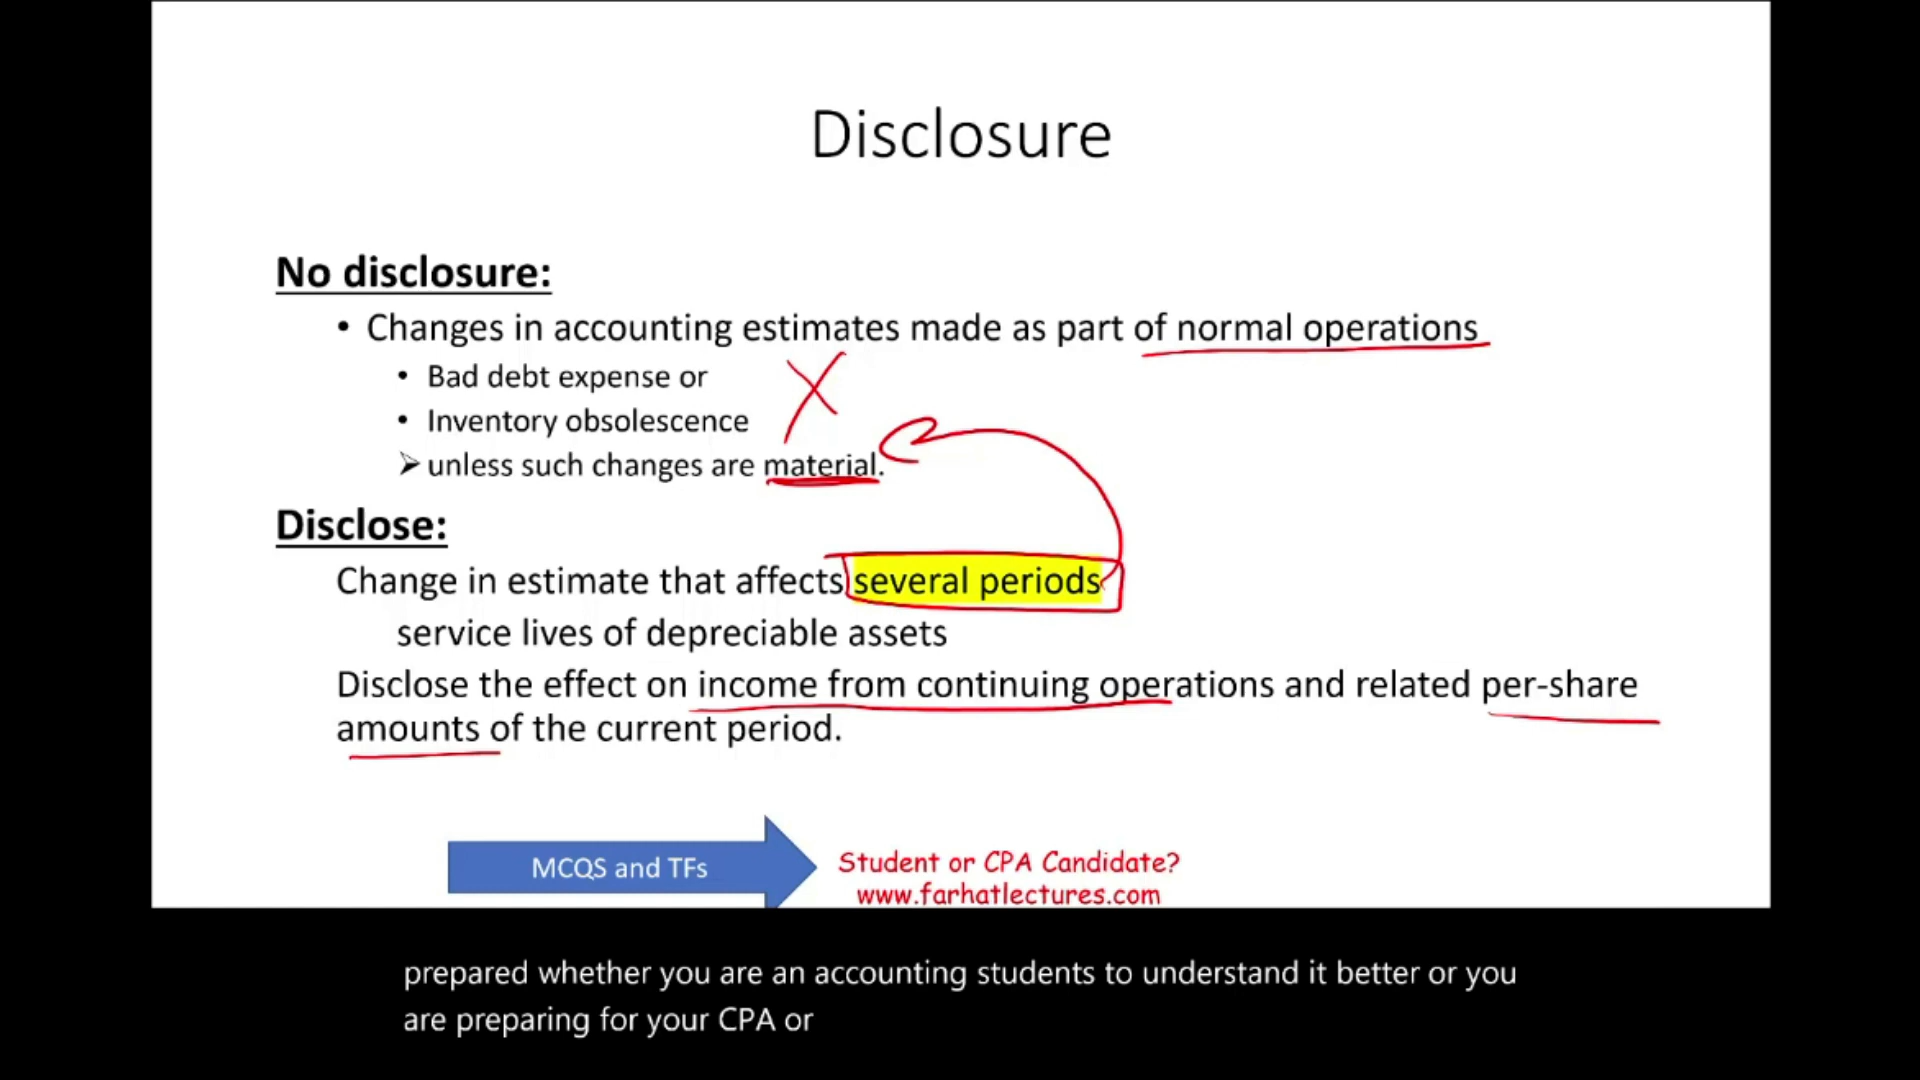 Disclosure
No disclosure:
• Changes in accounting estimates made as part of normal operations
• Bad debt expense or
• Inventory obsolescence
➢ unless such changes are material.
Disclose:
Change in estimate that affects several periods
service lives of depreciable assets
Disclose the effect on income from continuing operations and related per-share
amounts of the current period.
MCQS and TFs
Student or CPA Candidate?
www.farhatlectures.com
prepared whether you are an accounting students to understand it better or you
are preparing for your CPA or